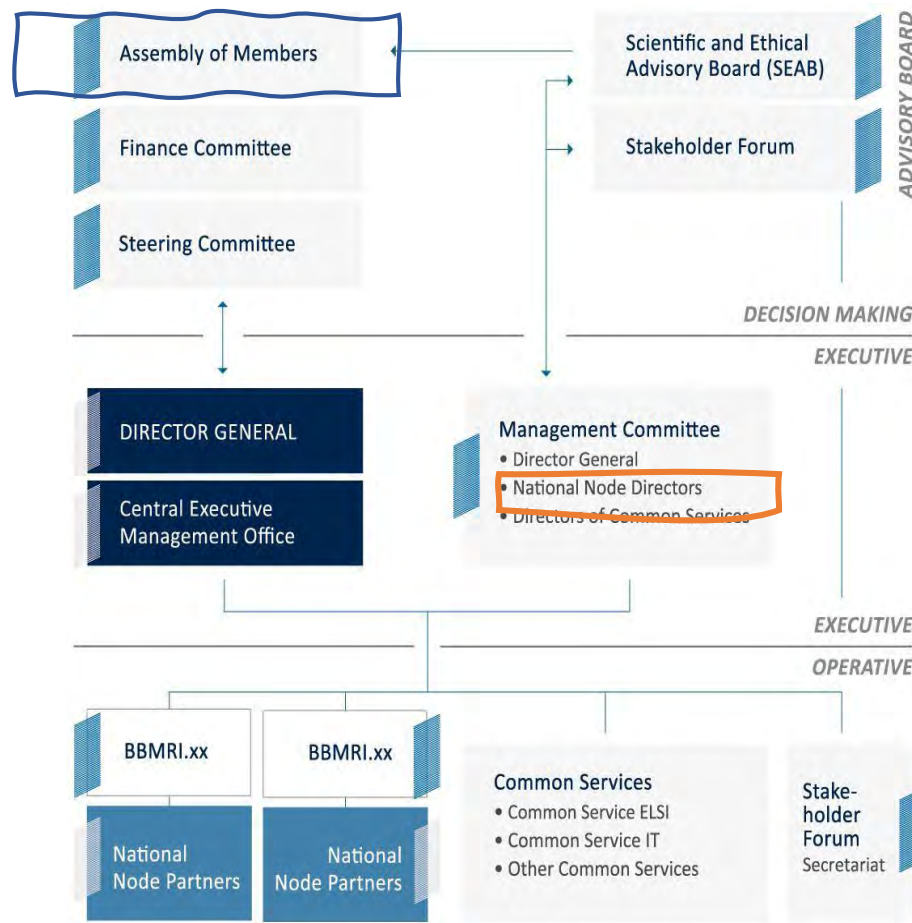 Assembly of Members
Finance Committee
Steering Committee
Scientific and Ethical
Advisory Board (SEAB)
Stakeholder Forum
ADVISORY BOARD
DECISION MAKING
EXECUTIVE
DIRECTOR GENERAL
Central Executive
Management Office
Management Committee
• Director General
• National Node Directors
• Directors of Common Services
EXECUTIVE
OPERATIVE
BBMRI.xx
National
Node Partners
BBMRI.xx
National
Node Partners
Common Services
• Common Service ELSI
• Common Service IT
• Other Common Services
Stake-
holder
Forum
Secretariat